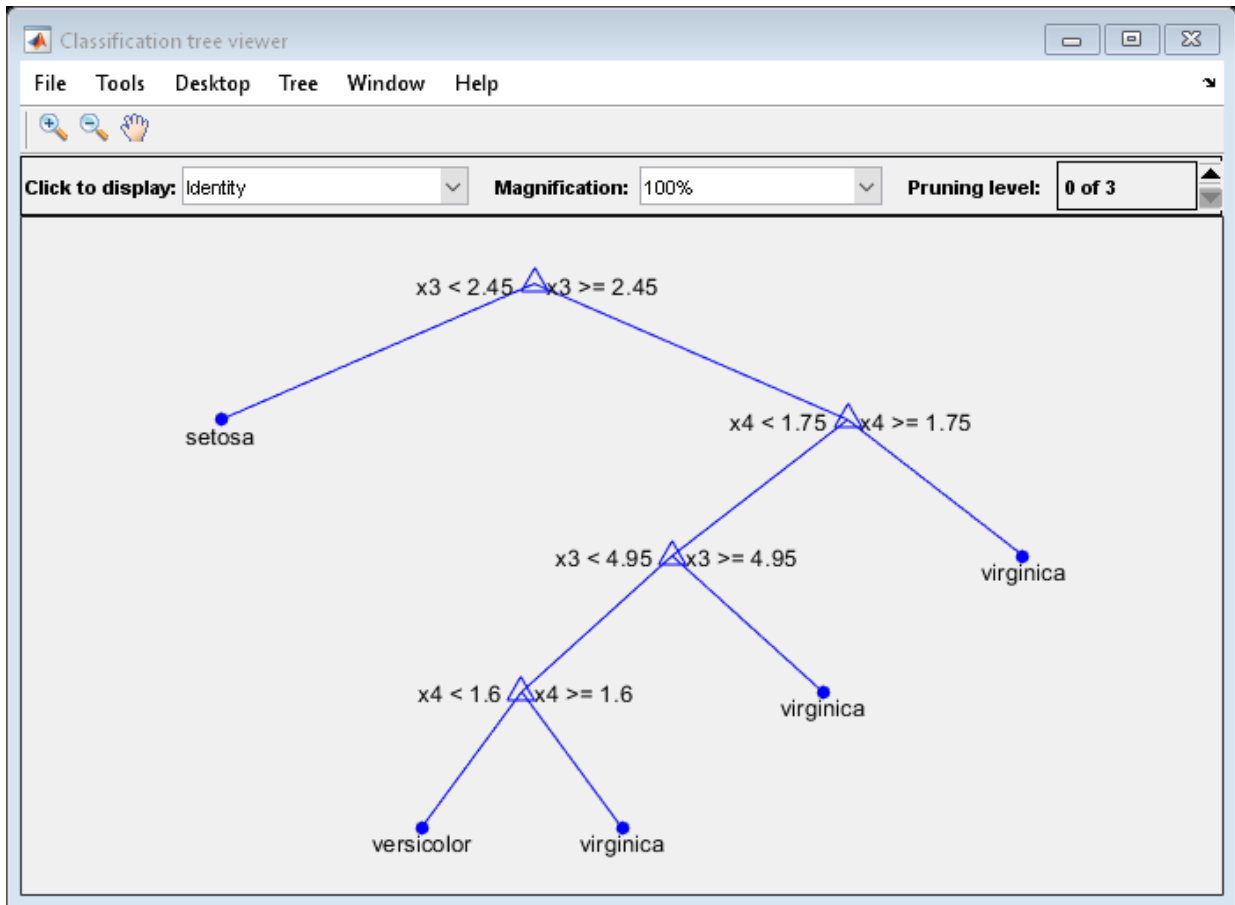 Classification tree viewer
File Tools Desktop Tree Window Help
Click to display: Identity Magnification: 100% Pruning level: 0 of 3
x3 < 2.45 x3 >= 2.45
setosa
x4 < 1.75 x4 >= 1.75
x3 < 4.95 x3 >= 4.95
virginica
x4 < 1.6 x4 >= 1.6
virginica
versicolor virginica